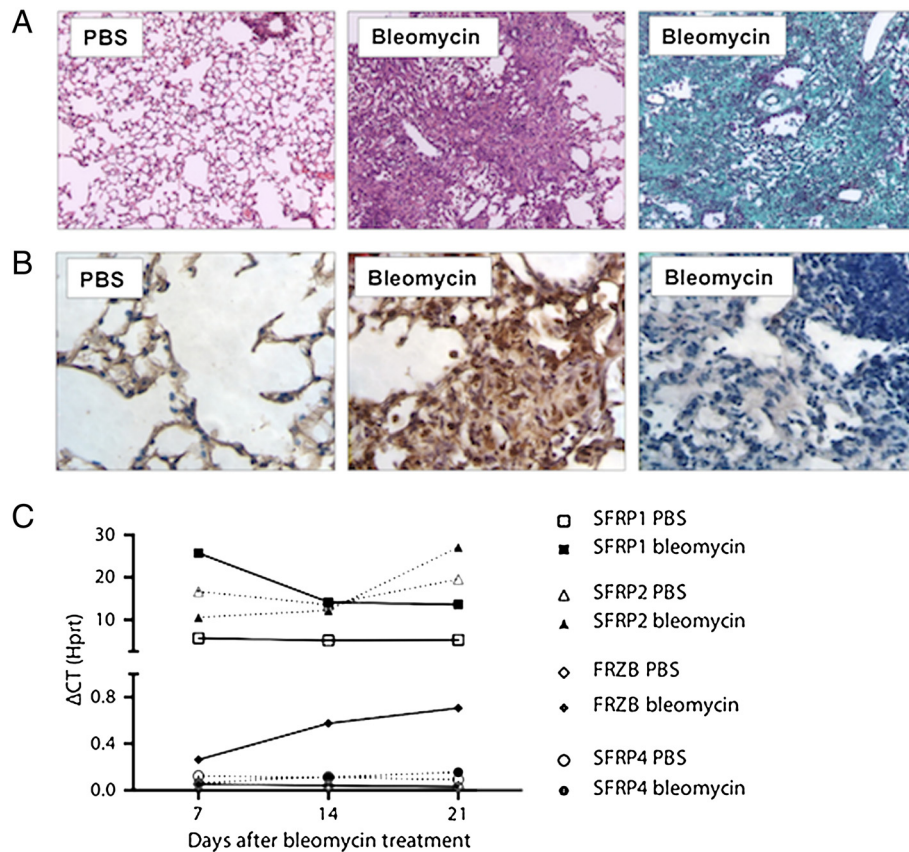 A
PBS
Bleomycin
Bleomycin
B
PBS
Bleomycin
Bleomycin
C
30
20
10
0.8
0.4
0.0
ΔCT (Hprt)
7
14
21
Days after bleomycin treatment
SFRP1 PBS
SFRP1 bleomycin
SFRP2 PBS
SFRP2 bleomycin
FRZB PBS
FRZB bleomycin
SFRP4 PBS
SFRP4 bleomycin